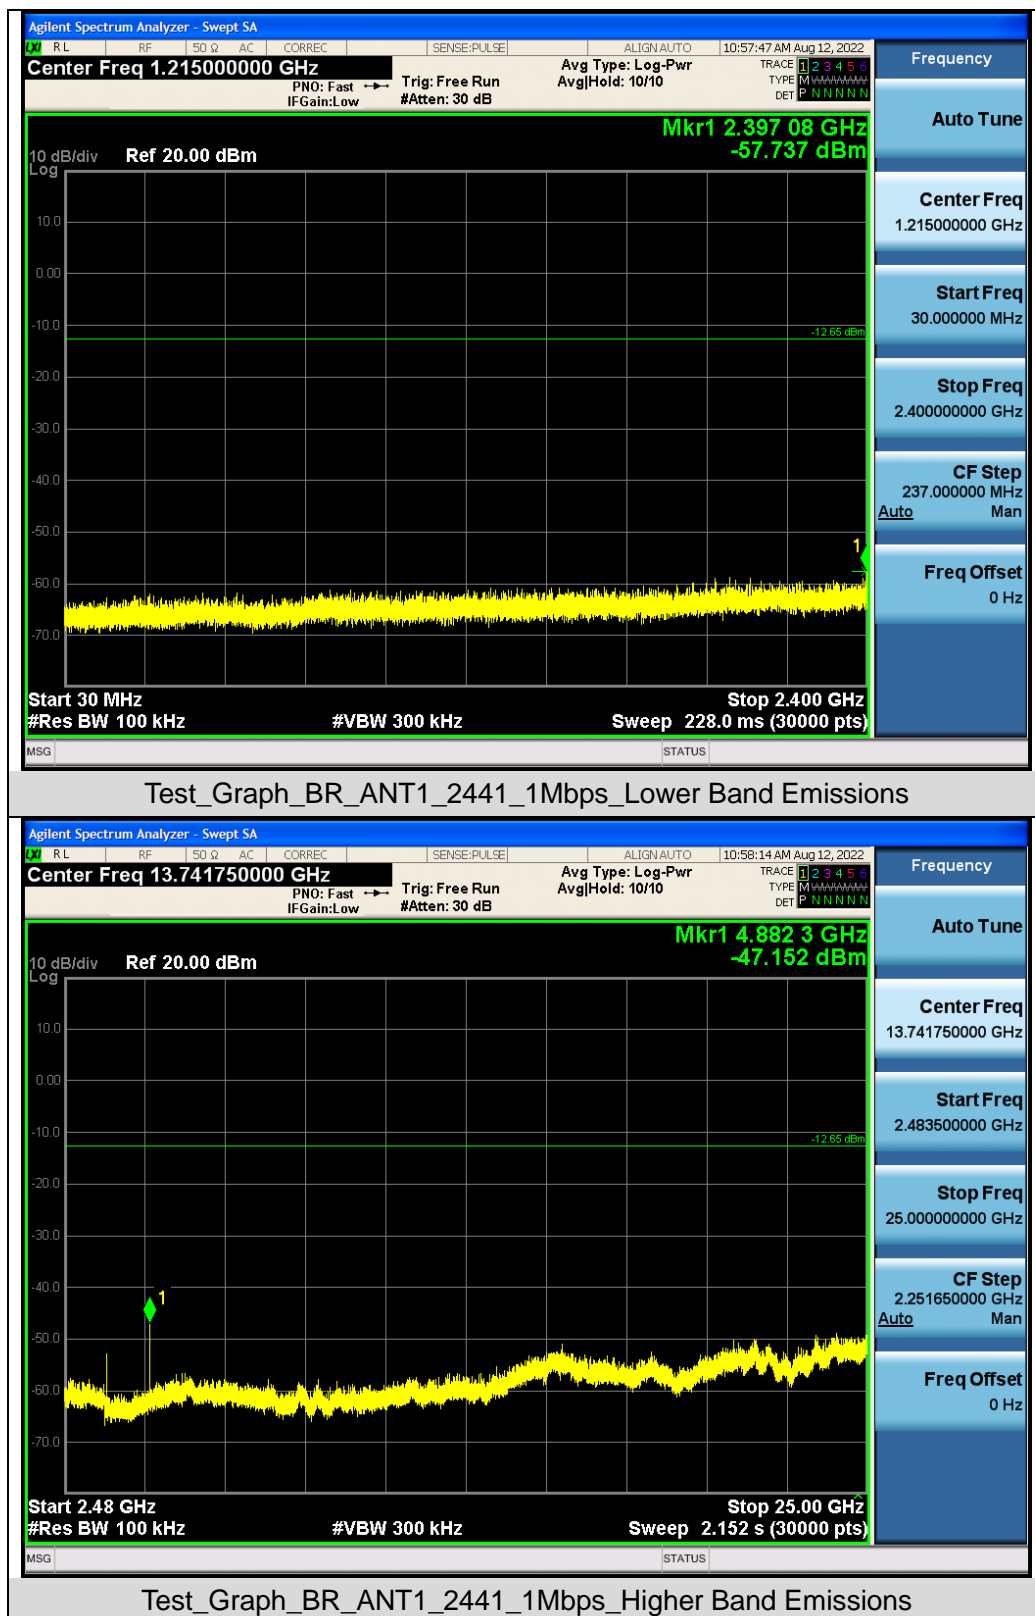 Agilent Spectrum Analyzer - Swept SA
LXI RL RF 50 Ω AC CORREC SENSE:PULSE ALIGN AUTO 10:57:47 AM Aug 12, 2022
Center Freq 1.215000000 GHz
PNO: Fast
IFGain:Low
Trig: Free Run
#Atten: 30 dB
Avg Type: Log-Pwr
Avg|Hold: 10/10
TRACE 1 2 3 4 5 6
TYPE M
DET P N N N N N
Mkr1 2.397 08 GHz
-57.737 dBm
10 dB/div Ref 20.00 dBm
Log
10.0
0.00
-10.0
-12.65 dBm
-20.0
-30.0
-40.0
-50.0
1
-60.0
-70.0
Start 30 MHz Stop 2.400 GHz
#Res BW 100 kHz #VBW 300 kHz Sweep 228.0 ms (30000 pts)
MSG STATUS
Frequency
Auto Tune
Center Freq
1.215000000 GHz
Start Freq
30.000000 MHz
Stop Freq
2.400000000 GHz
CF Step
237.000000 MHz
Auto Man
Freq Offset
0 Hz
Test_Graph_BR_ANT1_2441_1Mbps_Lower Band Emissions
Agilent Spectrum Analyzer - Swept SA
LXI RL RF 50 Ω AC CORREC SENSE:PULSE ALIGN AUTO 10:58:14 AM Aug 12, 2022
Center Freq 13.741750000 GHz
PNO: Fast
IFGain:Low
Trig: Free Run
#Atten: 30 dB
Avg Type: Log-Pwr
Avg|Hold: 10/10
TRACE 1 2 3 4 5 6
TYPE M
DET P N N N N N
Mkr1 4.882 3 GHz
-47.152 dBm
10 dB/div Ref 20.00 dBm
Log
10.0
0.00
-10.0
-12.65 dBm
-20.0
-30.0
-40.0
1
-50.0
-60.0
-70.0
Start 2.48 GHz Stop 25.00 GHz
#Res BW 100 kHz #VBW 300 kHz Sweep 2.152 s (30000 pts)
MSG STATUS
Frequency
Auto Tune
Center Freq
13.741750000 GHz
Start Freq
2.483500000 GHz
Stop Freq
25.000000000 GHz
CF Step
2.251650000 GHz
Auto Man
Freq Offset
0 Hz
Test_Graph_BR_ANT1_2441_1Mbps_Higher Band Emissions